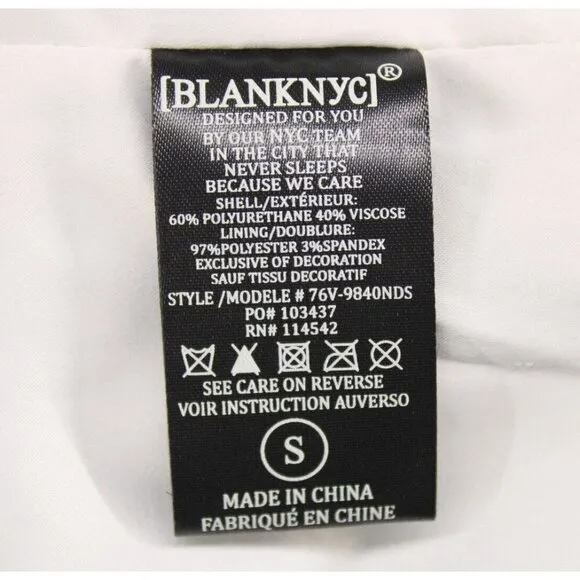 [BLANKNYC]®
DESIGNED FOR YOU
BY OUR NYC TEAM
IN THE CITY THAT
NEVER SLEEPS
BECAUSE WE CARE
SHELL/EXTÉRIEUR:
60% POLYURETHANE 40% VISCOSE
LINING/DOUBLURE:
97%POLYESTER 3%SPANDEX
EXCLUSIVE OF DECORATION
SAUF TISSU DECORATIF
STYLE /MODELE # 76V-9840NDS
PO# 103437
RN# 114542
SEE CARE ON REVERSE
VOIR INSTRUCTION AUVERSO
S
MADE IN CHINA
FABRIQUÉ EN CHINE